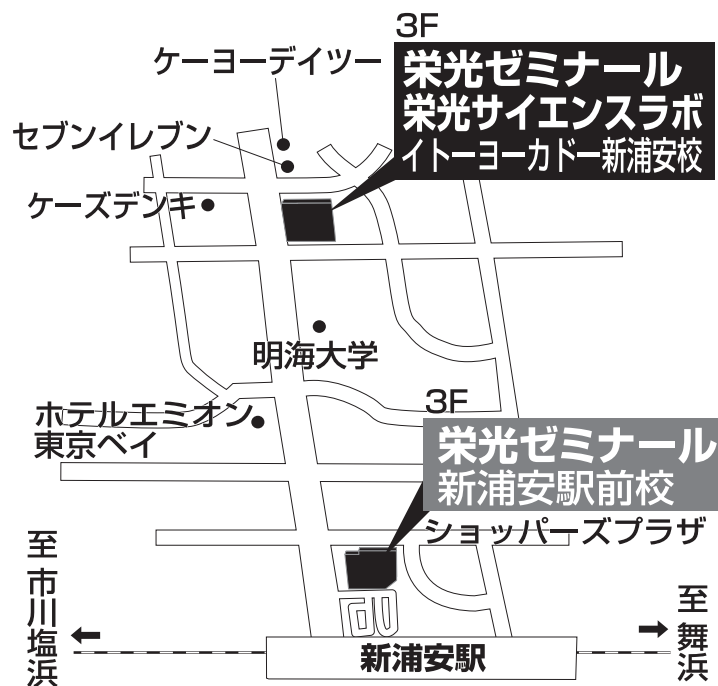 3F
栄光ゼミナール
栄光サイエンスラボ
イトーヨーカドー新浦安校
ケーヨーデイツー
セブンイレブン
ケーズデンキ
明海大学
ホテルエミオン
東京ベイ
3F
栄光ゼミナール
新浦安駅前校
ショッパーズプラザ
至市川塩浜
至舞浜
新浦安駅